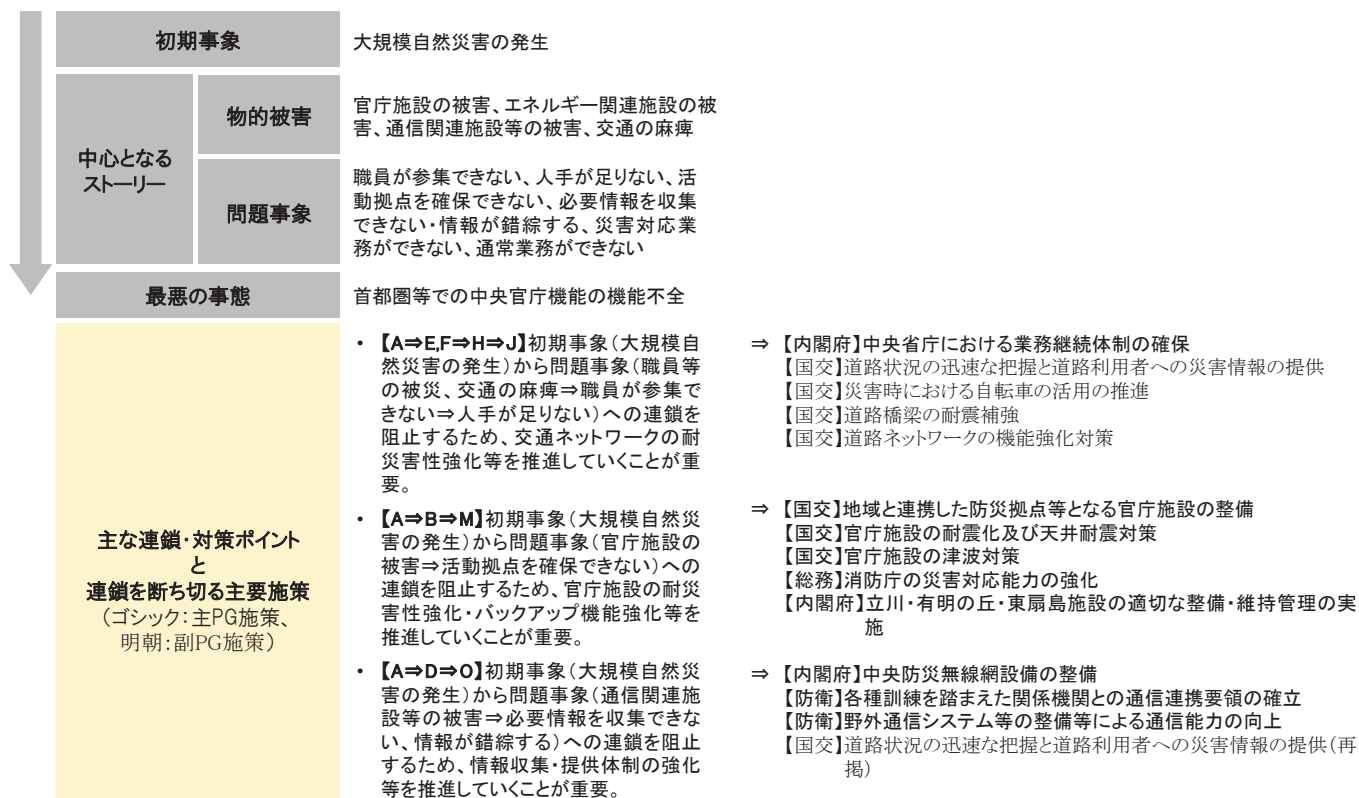 初期事象
大規模自然災害の発生
中心となる
ストーリー
物的被害
官庁施設の被害、エネルギー関連施設の被
害、通信関連施設等の被害、交通の麻痺
問題事象
職員が参集できない、人手が足りない、活
動拠点を確保できない、必要情報を収集
できない・情報が錯綜する、災害対応業
務ができない、通常業務ができない
最悪の事態
首都圏等での中央官庁機能の機能不全
主な連鎖・対策ポイント
と
連鎖を断ち切る主要施策
（ゴシック：主PG施策、
明朝：副PG施策）
・ 【A⇒E,F⇒H⇒J】初期事象（大規模自
然災害の発生）から問題事象（職員等
の被災、交通の麻痺⇒職員が参集で
きない⇒人手が足りない）への連鎖を
阻止するため、交通ネットワークの耐
災害性強化等を推進していくことが重
要。
⇒ 【内閣府】中央省庁における業務継続体制の確保
【国交】道路状況の迅速な把握と道路利用者への災害情報の提供
【国交】災害時における自転車の活用の推進
【国交】道路橋梁の耐震補強
【国交】道路ネットワークの機能強化対策
・ 【A⇒B⇒M】初期事象（大規模自然災
害の発生）から問題事象（官庁施設の
被害⇒活動拠点を確保できない）への
連鎖を阻止するため、官庁施設の耐災
害性強化・バックアップ機能強化等を
推進していくことが重要。
⇒ 【国交】地域と連携した防災拠点等となる官庁施設の整備
【国交】官庁施設の耐震化及び天井耐震対策
【国交】官庁施設の津波対策
【総務】消防庁の災害対応能力の強化
【内閣府】立川・有明の丘・東扇島施設の適切な整備・維持管理の実
施
・ 【A⇒D⇒O】初期事象（大規模自然災
害の発生）から問題事象（通信関連施
設等の被害⇒必要情報を収集できな
い、情報が錯綜する）への連鎖を阻止
するため、情報収集・提供体制の強化
等を推進していくことが重要。
⇒ 【内閣府】中央防災無線網設備の整備
【防衛】各種訓練を踏まえた関係機関との通信連携要領の確立
【防衛】野外通信システム等の整備等による通信能力の向上
【国交】道路状況の迅速な把握と道路利用者への災害情報の提供（再
掲）